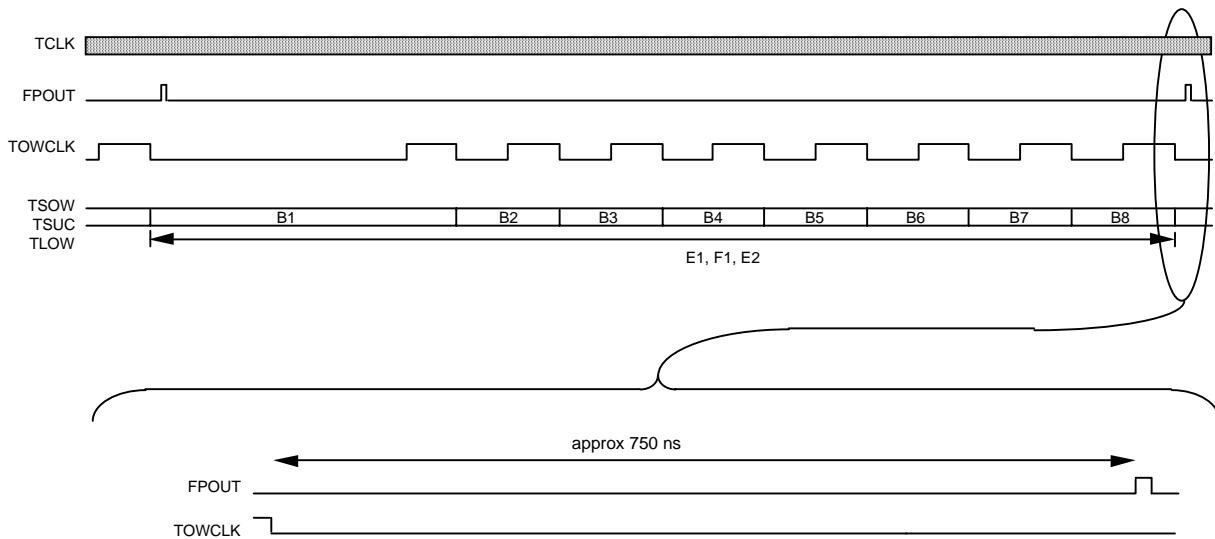 TCLK
FPOUT
TOWCLK
TSOW
TSUC
TLOW
B1 B2 B3 B4 B5 B6 B7 B8
E1, F1, E2
approx 750 ns
FPOUT
TOWCLK